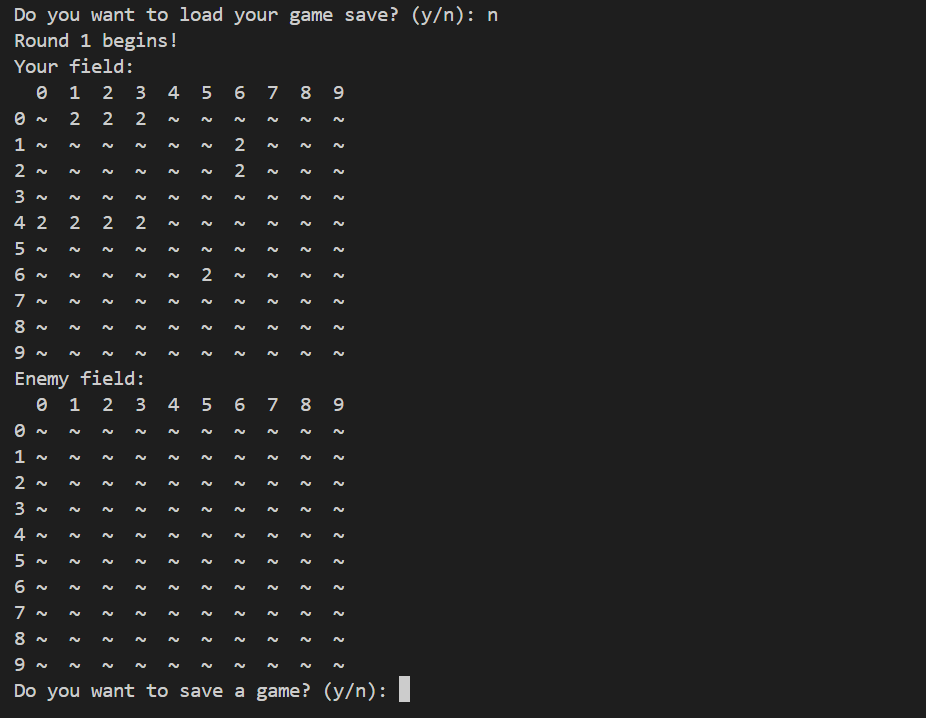 Do you want to load your game save? (y/n): n
Round 1 begins!
Your field:
  0  1  2  3  4  5  6  7  8  9
0 ~  2  2  2  ~  ~  ~  ~  ~  ~
1 ~  ~  ~  ~  ~  ~  2  ~  ~  ~
2 ~  ~  ~  ~  ~  ~  2  ~  ~  ~
3 ~  ~  ~  ~  ~  ~  ~  ~  ~  ~
4 2  2  2  2  ~  ~  ~  ~  ~  ~
5 ~  ~  ~  ~  ~  ~  ~  ~  ~  ~
6 ~  ~  ~  ~  ~  2  ~  ~  ~  ~
7 ~  ~  ~  ~  ~  ~  ~  ~  ~  ~
8 ~  ~  ~  ~  ~  ~  ~  ~  ~  ~
9 ~  ~  ~  ~  ~  ~  ~  ~  ~  ~
Enemy field:
  0  1  2  3  4  5  6  7  8  9
0 ~  ~  ~  ~  ~  ~  ~  ~  ~  ~
1 ~  ~  ~  ~  ~  ~  ~  ~  ~  ~
2 ~  ~  ~  ~  ~  ~  ~  ~  ~  ~
3 ~  ~  ~  ~  ~  ~  ~  ~  ~  ~
4 ~  ~  ~  ~  ~  ~  ~  ~  ~  ~
5 ~  ~  ~  ~  ~  ~  ~  ~  ~  ~
6 ~  ~  ~  ~  ~  ~  ~  ~  ~  ~
7 ~  ~  ~  ~  ~  ~  ~  ~  ~  ~
8 ~  ~  ~  ~  ~  ~  ~  ~  ~  ~
9 ~  ~  ~  ~  ~  ~  ~  ~  ~  ~
Do you want to save a game? (y/n):